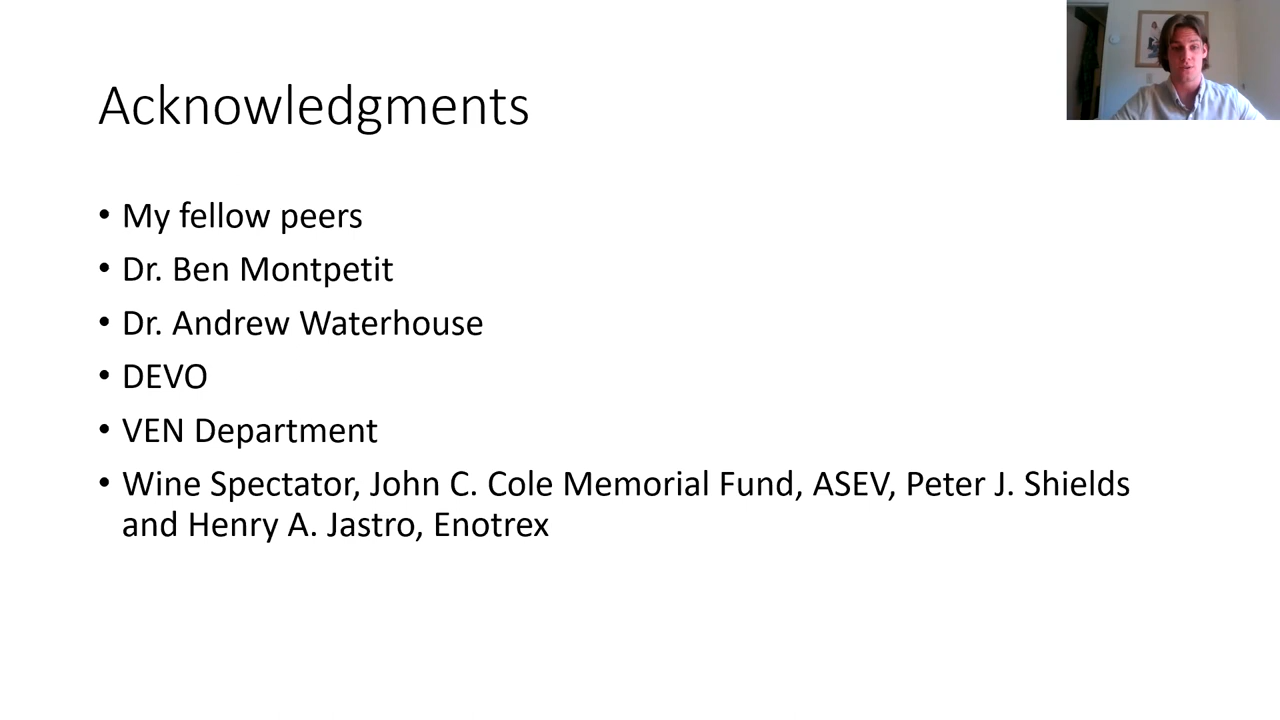 Acknowledgments
• My fellow peers
• Dr. Ben Montpetit
• Dr. Andrew Waterhouse
• DEVO
• VEN Department
• Wine Spectator, John C. Cole Memorial Fund, ASEV, Peter J. Shields
and Henry A. Jastro, Enotrex